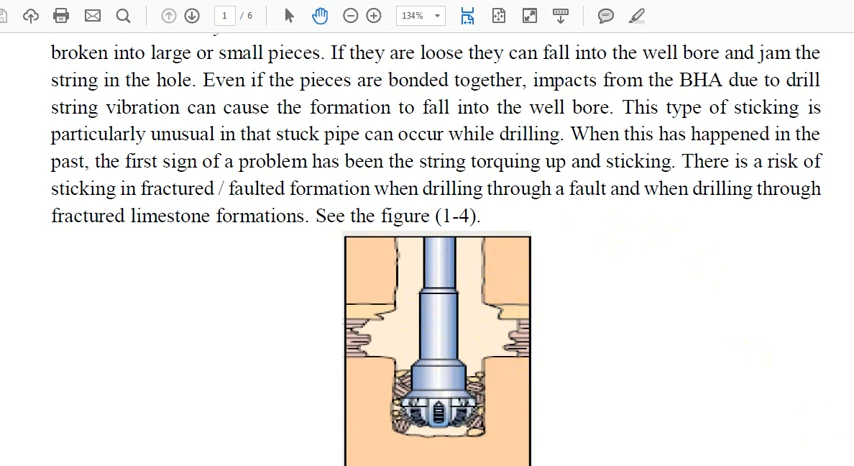 1 / 6
134%
broken into large or small pieces. If they are loose they can fall into the well bore and jam the
string in the hole. Even if the pieces are bonded together, impacts from the BHA due to drill
string vibration can cause the formation to fall into the well bore. This type of sticking is
particularly unusual in that stuck pipe can occur while drilling. When this has happened in the
past, the first sign of a problem has been the string torquing up and sticking. There is a risk of
sticking in fractured / faulted formation when drilling through a fault and when drilling through
fractured limestone formations. See the figure (1-4).